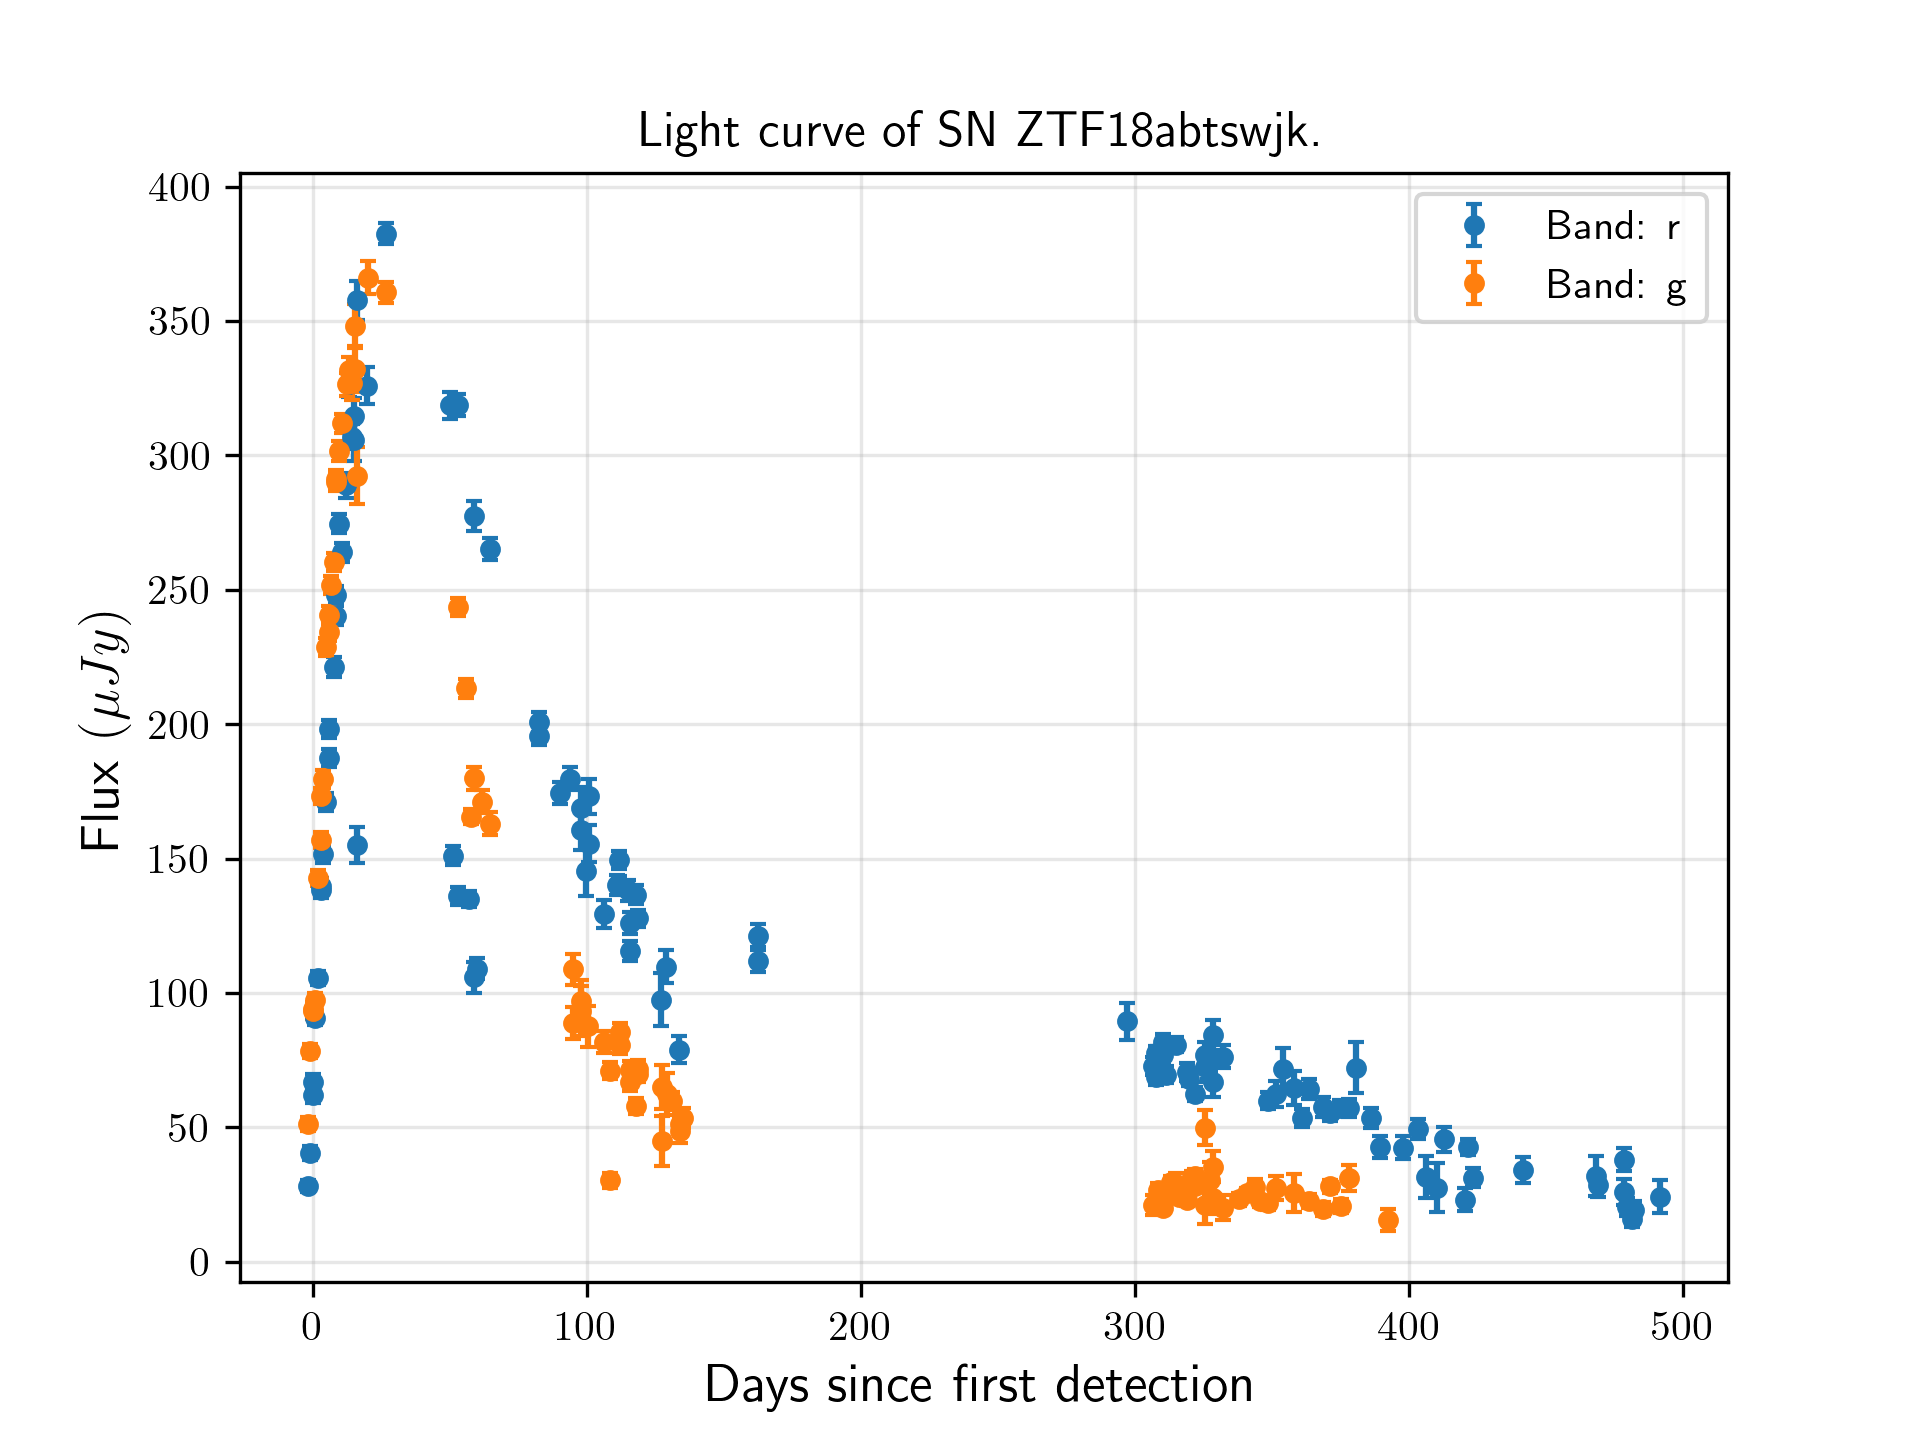 Light curve of SN ZTF18abtswjk.
400
350
300
250
200
150
100
50
0
Flux (μJy)
Band: r
Band: g
0 100 200 300 400 500
Days since first detection